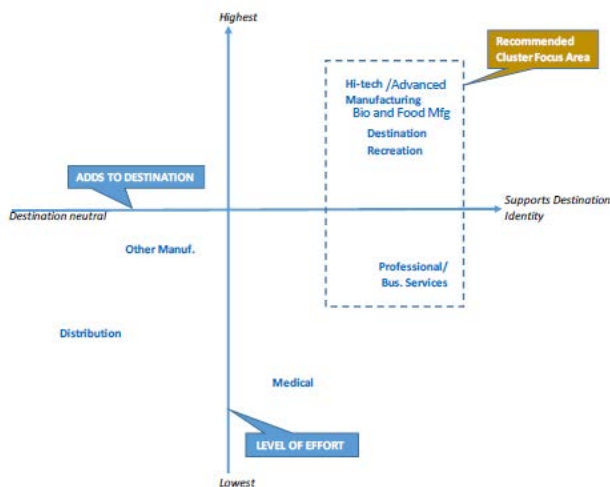 Highest
Recommended
Cluster Focus Area
Hi-tech /Advanced
Manufacturing
Bio and Food Mfg
Destination
Recreation
ADDS TO DESTINATION
Destination neutral
Supports Destination
Identity
Other Manuf.
Professional/
Bus. Services
Distribution
Medical
LEVEL OF EFFORT
Lowest